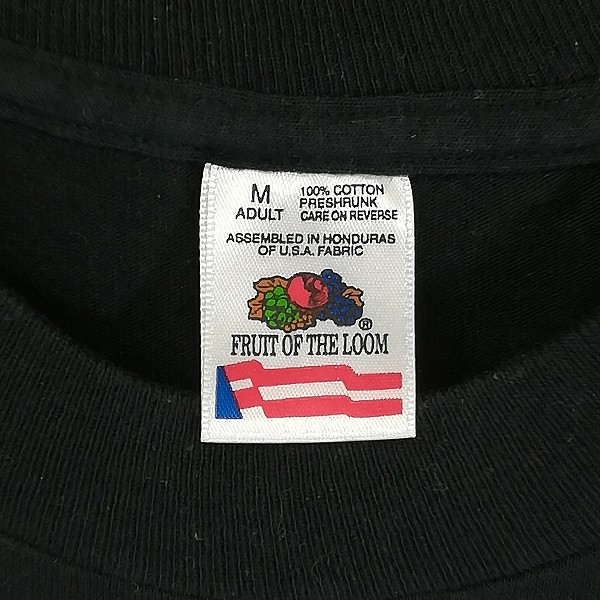 M
ADULT
100% COTTON
PRESHRUNK
CARE ON REVERSE
ASSEMBLED IN HONDURAS
OF U.S.A. FABRIC
®
FRUIT OF THE LOOM